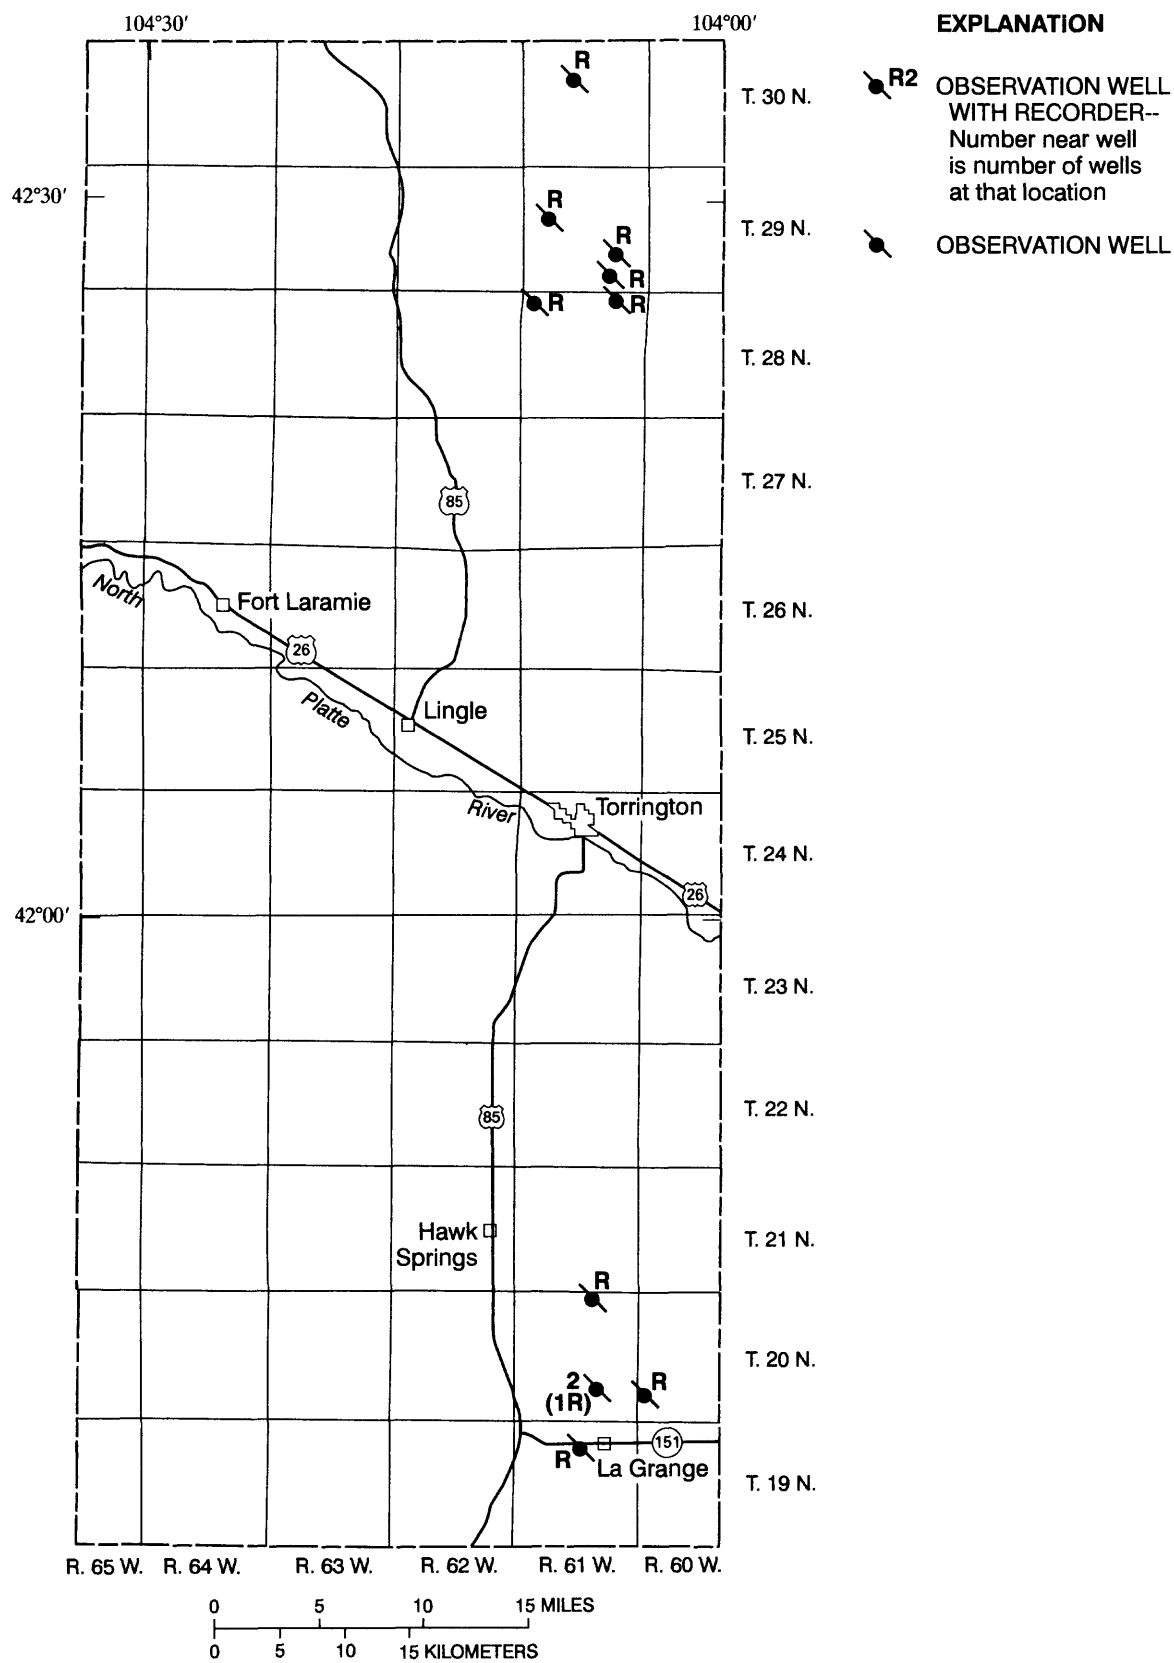 104°30'
104°00'
EXPLANATION
R2 OBSERVATION WELL
WITH RECORDER--
Number near well
is number of wells
at that location
OBSERVATION WELL
R
T. 30 N.
42°30'
R
T. 29 N.
R
R
R
R
T. 28 N.
T. 27 N.
85
North
Fort Laramie
T. 26 N.
26
Platte
Lingle
T. 25 N.
River
Torrington
T. 24 N.
26
42°00'
T. 23 N.
T. 22 N.
85
Hawk
Springs
T. 21 N.
R
T. 20 N.
2
(1R)
R
R
151
La Grange
T. 19 N.
R. 65 W. R. 64 W. R. 63 W. R. 62 W. R. 61 W. R. 60 W.
0 5 10 15 MILES
0 5 10 15 KILOMETERS